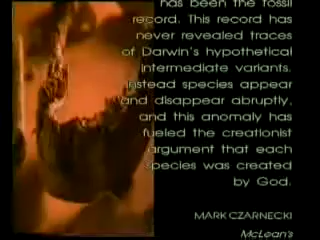 has been the fossil
record. This record has
never revealed traces
of Darwin's hypothetical
intermediate variants.
Instead species appear
and disappear abruptly,
and this anomaly has
fueled the creationist
argument that each
species was created
by God.
MARK CZARNECKI
McLean's